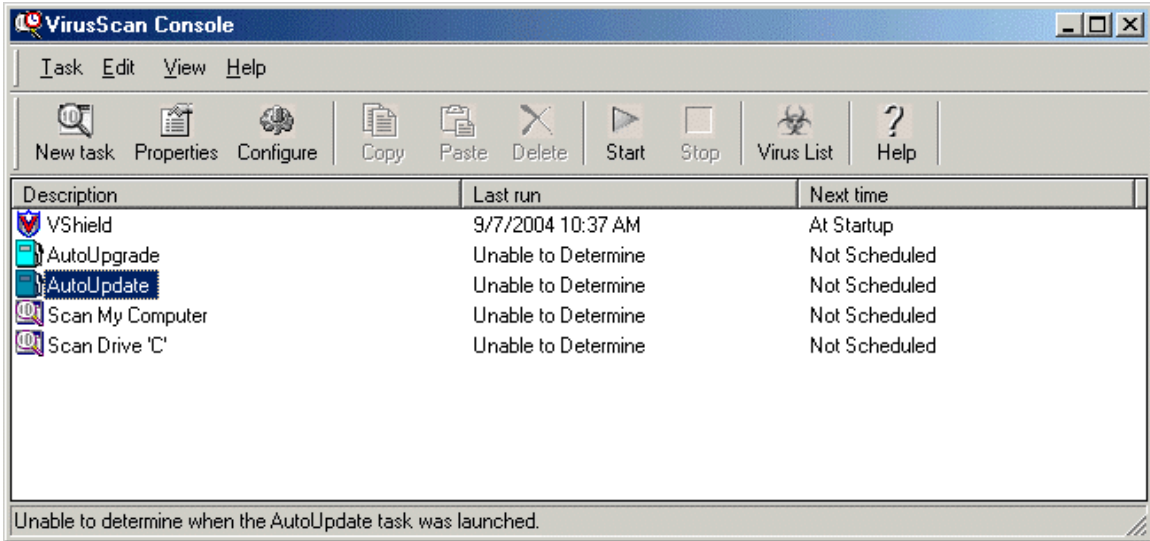 VirusScan Console
Task Edit View Help
New task Properties Configure Copy Paste Delete Start Stop Virus List Help
Description Last run Next time
VShield 9/7/2004 10:37 AM At Startup
AutoUpgrade Unable to Determine Not Scheduled
AutoUpdate Unable to Determine Not Scheduled
Scan My Computer Unable to Determine Not Scheduled
Scan Drive 'C' Unable to Determine Not Scheduled
Unable to determine when the AutoUpdate task was launched.